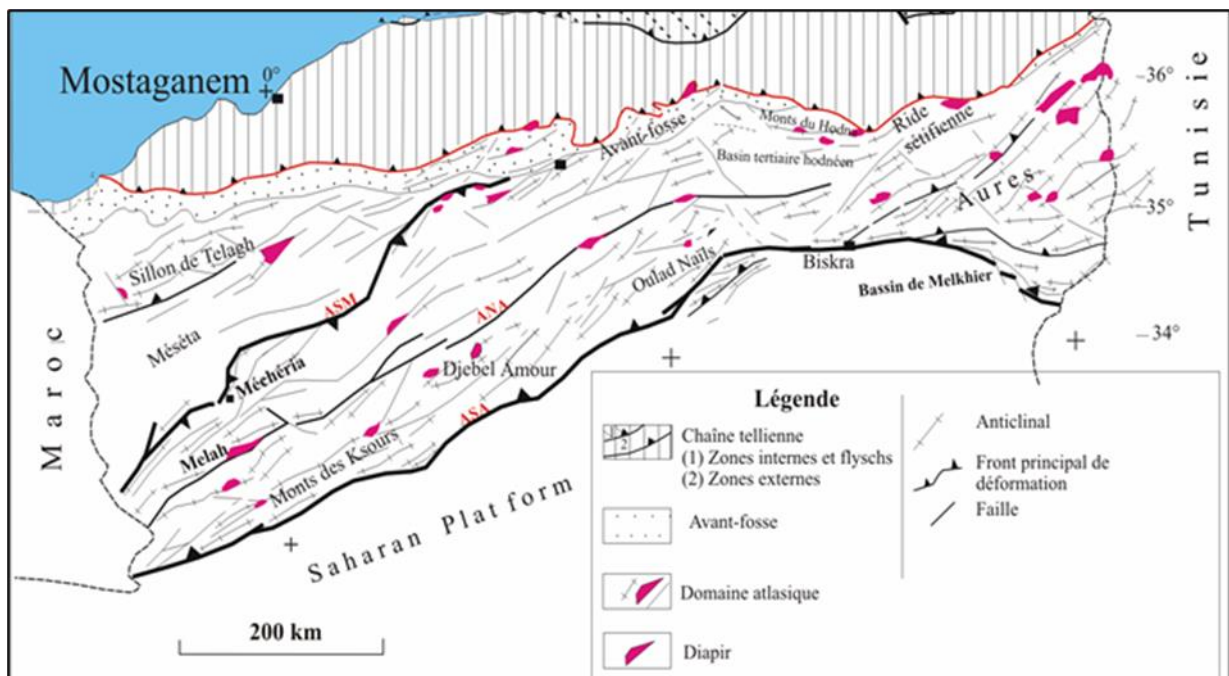 Mostaganem
0°
36°
35°
34°
Tunisie
Maroc
Avant-fosse
Monts du Hodna
Basin tertiaire hodnéen
Ride
sétifienne
Aures
Sillon de Telagh
Méséta
ASM
ANA
ASA
Oulad Naïls
Biskra
Bassin de Melkhier
Méchéria
Djebel Amour
Melah
Monts des Ksours
Saharan Platform
200 km
Légende
2
Chaîne tellienne
(1) Zones internes et flyschs
(2) Zones externes
Avant-fosse
Domaine atlasique
Diapir
Anticlinal
Front principal de
déformation
Faille